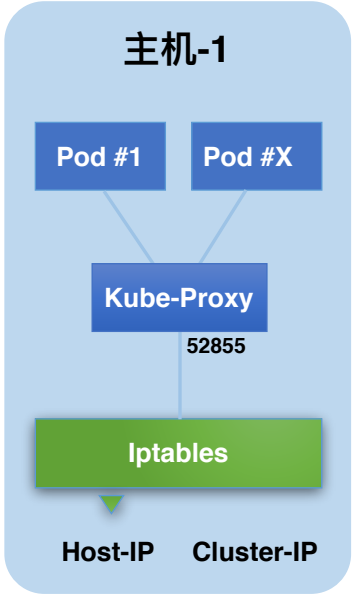 主机-1
Pod #1 Pod #X
Kube-Proxy
52855
Iptables
Host-IP Cluster-IP